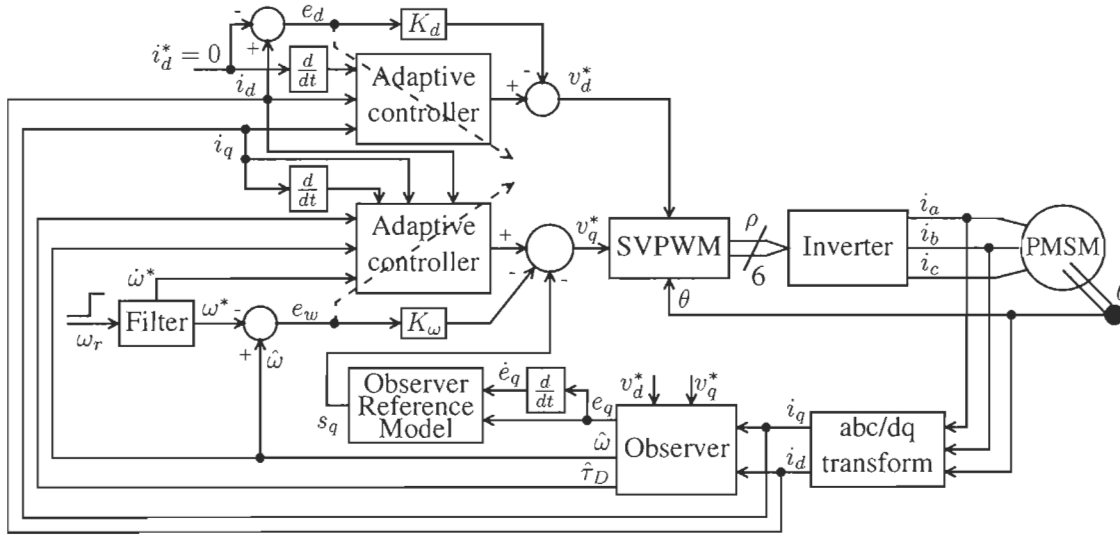 - e_d K_d
i_d^* = 0 + d/dt Adaptive controller + - v_d^*
i_d
i_q
d/dt
Adaptive controller + v_q^* SVPWM ρ 6 Inverter i_a i_b i_c PMSM
- -
θ
ω̇^*
ω_r Filter ω^* - e_w K_ω
+ ω̂
s_q Observer Reference Model ė_q d/dt e_q
v_d^* v_q^*
Observer i_q i_d abc/dq transform
ω̂
τ̂_D